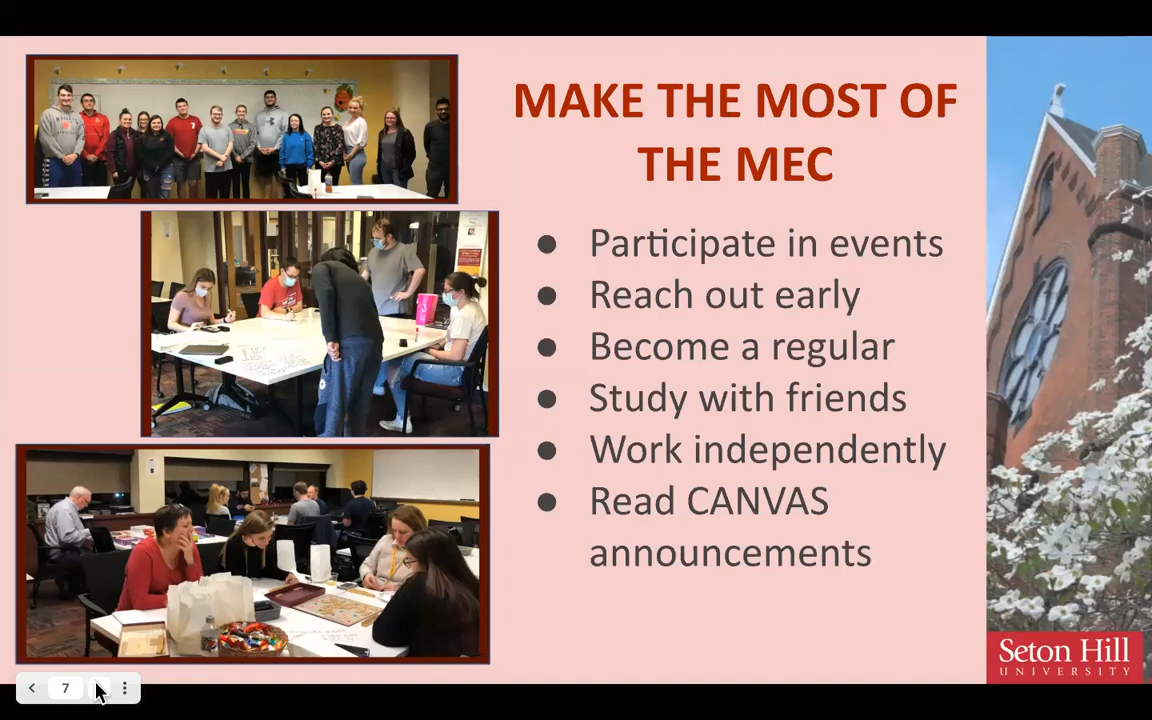 MAKE THE MOST OF
THE MEC
● Participate in events
● Reach out early
● Become a regular
● Study with friends
● Work independently
● Read CANVAS
announcements
Seton Hill
UNIVERSITY
7